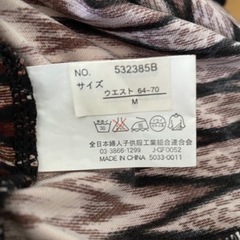 NO. 532385B
サイズ
ウエスト 64-70
M
全日本婦人子供服工業組合連合会
03-3866-1299 J-GF0052
MADE IN CHINA 5033-0011